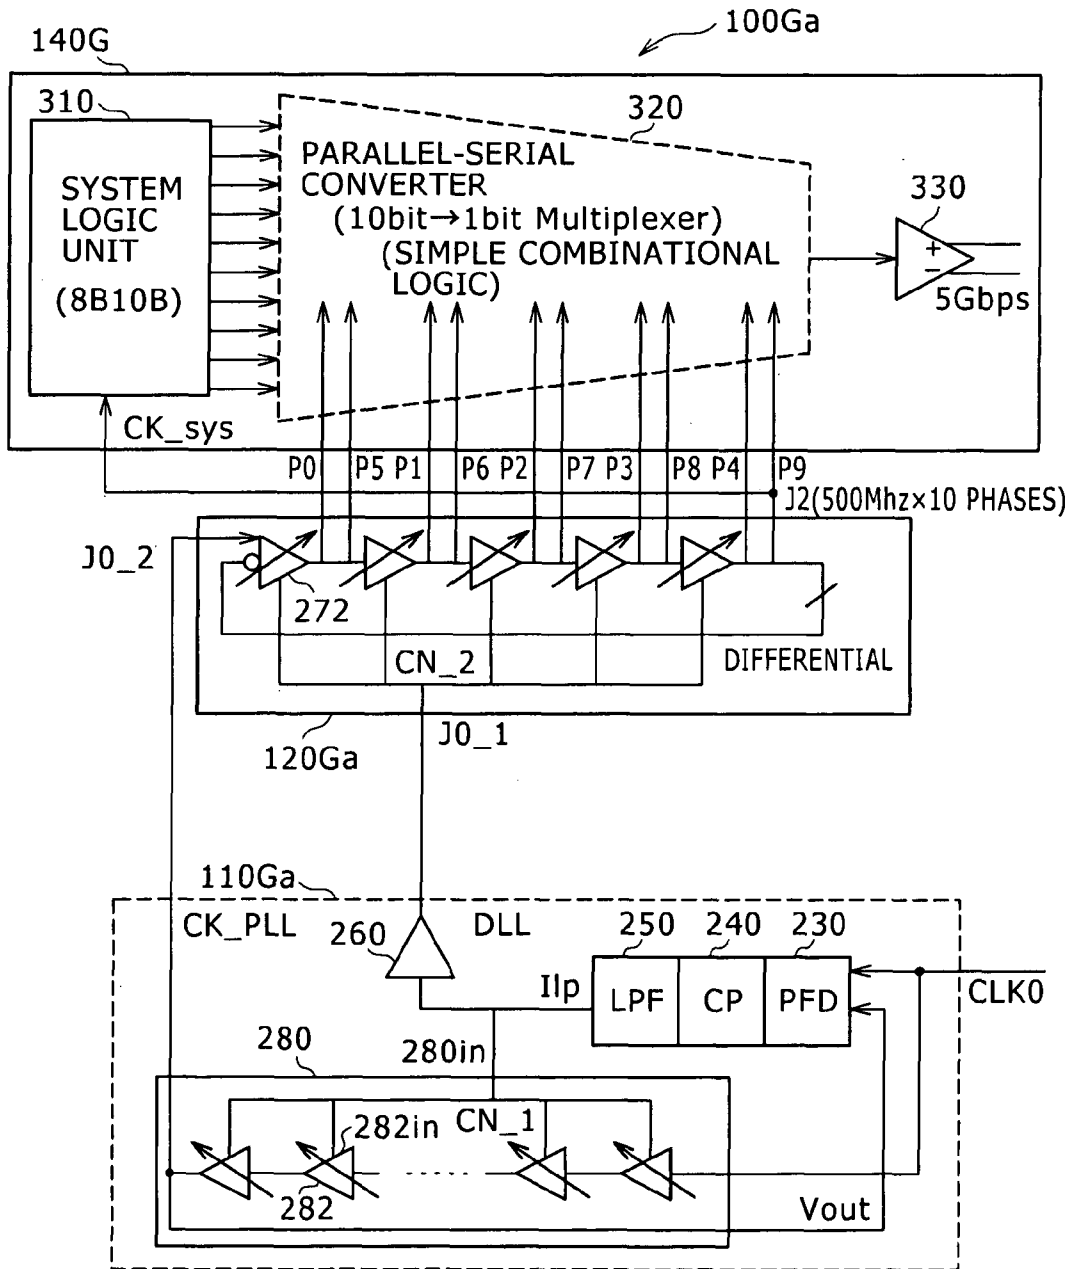 100Ga
140G
310
320
PARALLEL-SERIAL
CONVERTER
(10bit→1bit Multiplexer)
(SIMPLE COMBINATIONAL
LOGIC)
SYSTEM
LOGIC
UNIT
(8B10B)
330
+
−
5Gbps
CK_sys
P0 P5 P1 P6 P2 P7 P3 P8 P4 P9
J2(500Mhz×10 PHASES)
J0_2
272
CN_2
DIFFERENTIAL
J0_1
120Ga
110Ga
CK_PLL
260
DLL
250 240 230
Ilp
LPF CP PFD
CLK0
280
280in
CN_1
282in
282
Vout